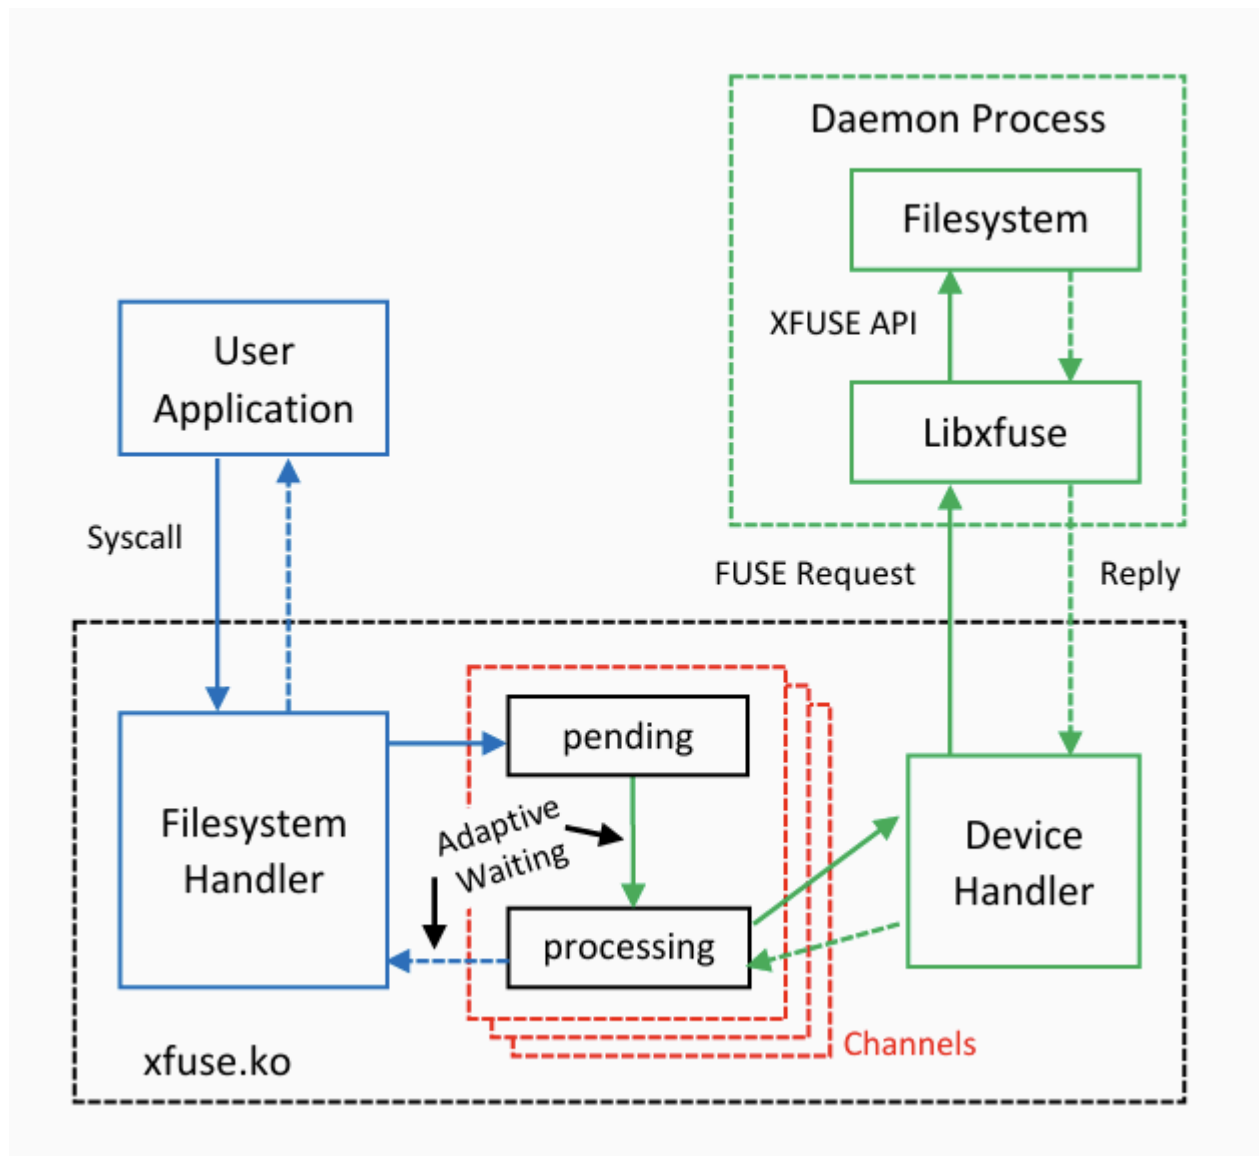 Daemon Process
Filesystem
XFUSE API
Libxfuse
User
Application
Syscall
FUSE Request
Reply
pending
Adaptive
Waiting
Filesystem
Handler
Device
Handler
processing
Channels
xfuse.ko